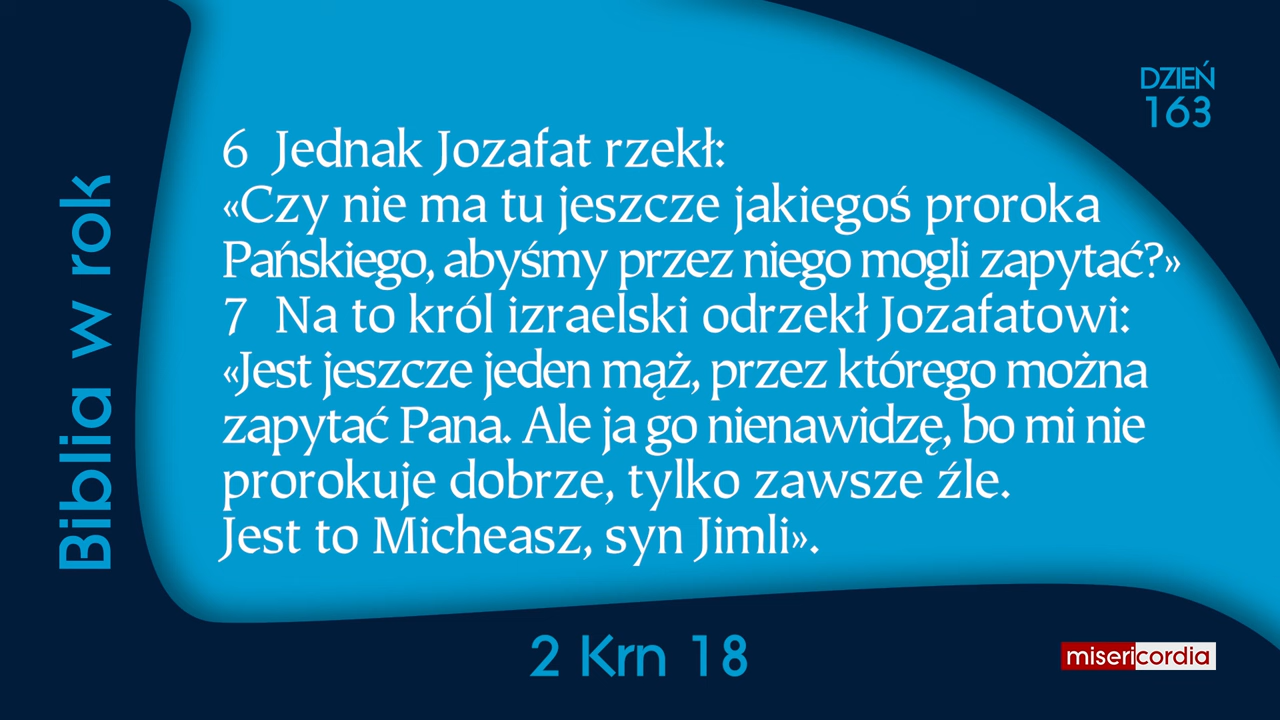 DZIEŃ
163
6 Jednak Jozafat rzekł:
«Czy nie ma tu jeszcze jakiegoś proroka
Pańskiego, abyśmy przez niego mogli zapytać?»
7 Na to król izraelski odrzekł Jozafatowi:
«Jest jeszcze jeden mąż, przez którego można
zapytać Pana. Ale ja go nienawidzę, bo mi nie
prorokuje dobrze, tylko zawsze źle.
Jest to Micheasz, syn Jimli».
Biblia w rok
2 Krn 18
misericordia